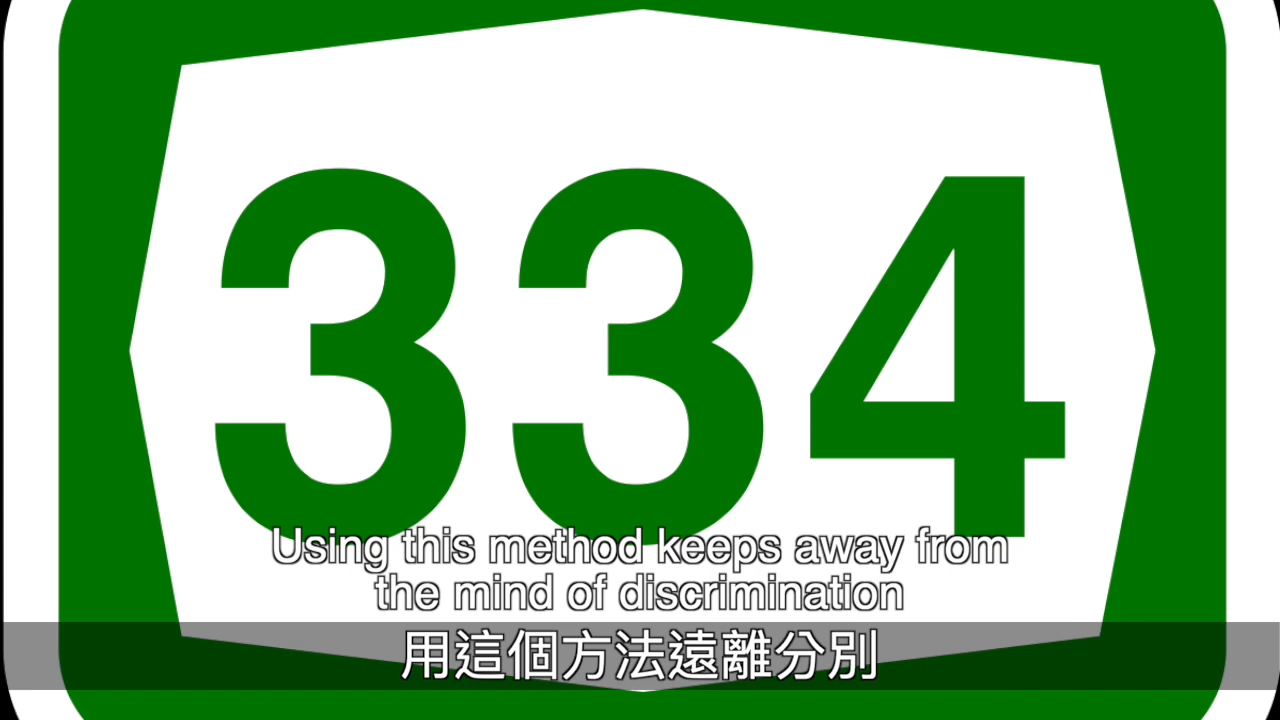 334
Using this method keeps away from
the mind of discrimination
用這個方法遠離分別